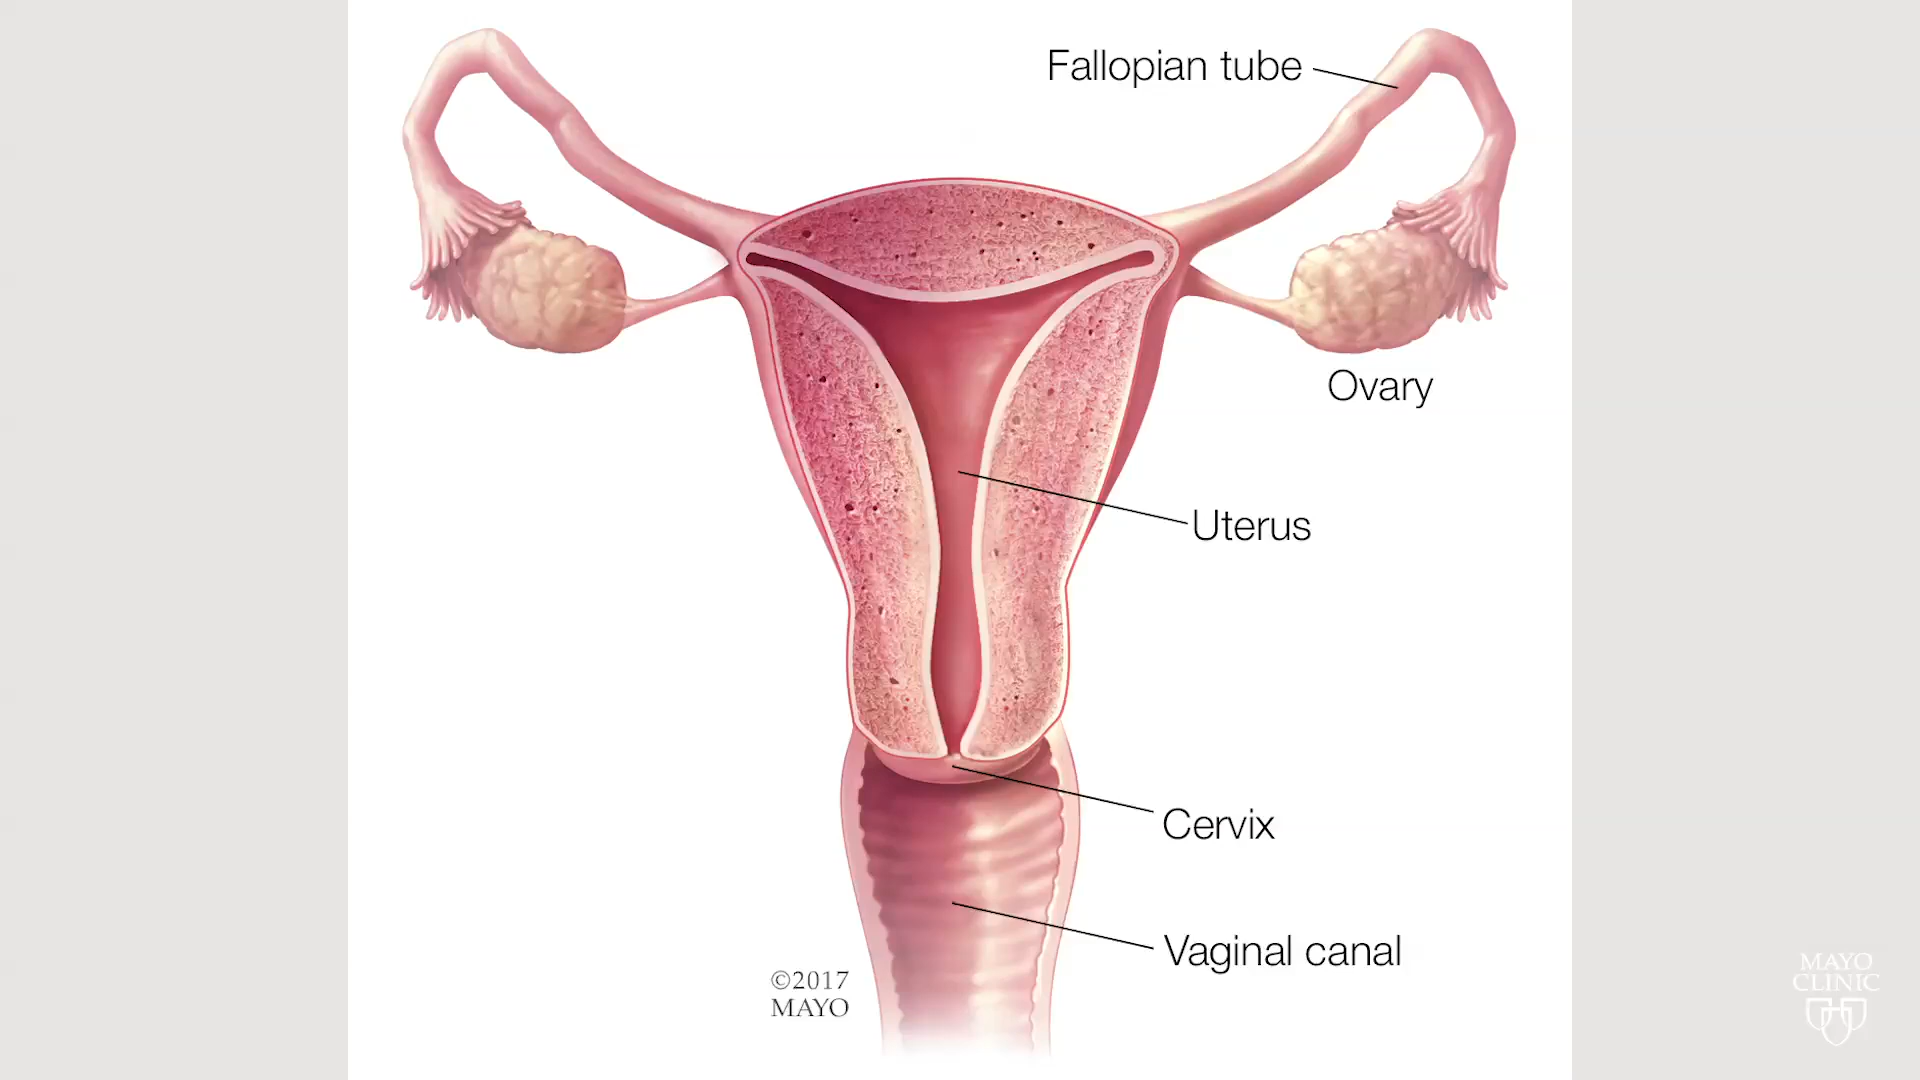 Fallopian tube
Ovary
Uterus
Cervix
Vaginal canal
©2017
MAYO
MAYO
CLINIC